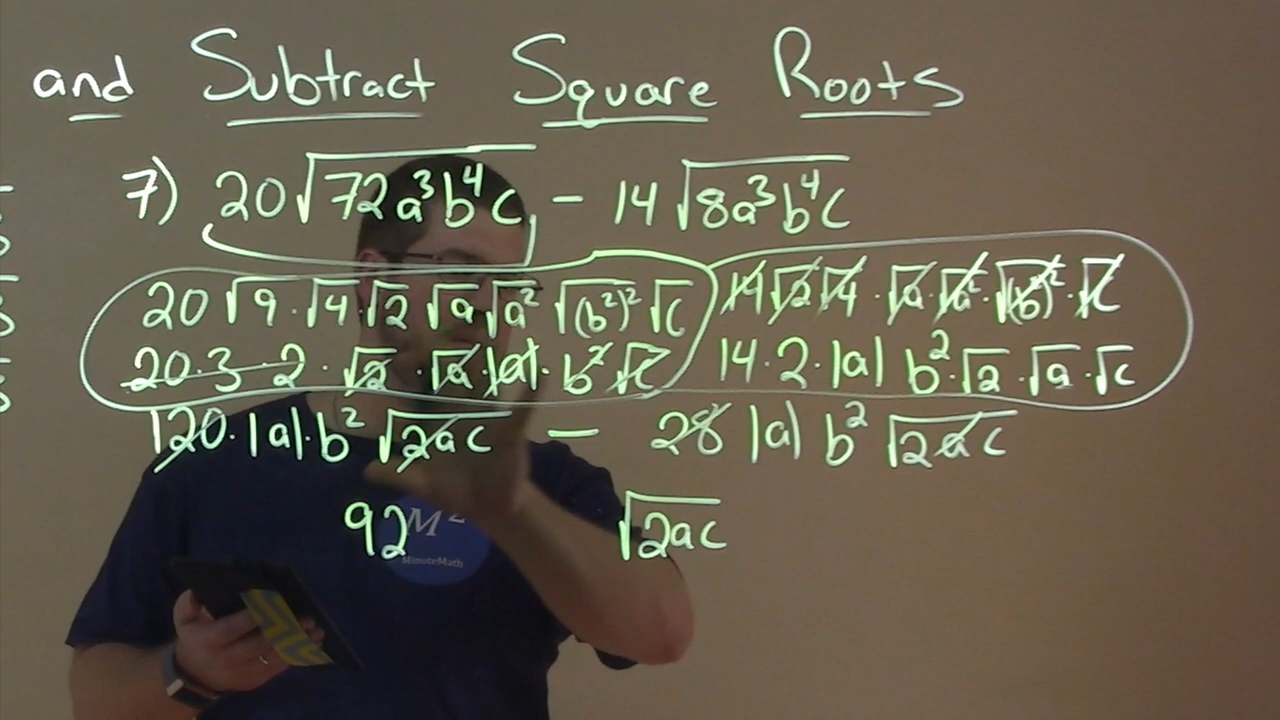 and Subtract Square Roots
7) 20√(72a³b⁴c) - 14√(8a³b⁴c)
20√9·√4·√2 √a √a² √(b²)² √c 14√2√4·√a·√a²·√(b²)²·√c
20·3·2·√2·√a·|a|·b²√c 14·2·|a| b²·√2·√a·√c
120·|a|·b²√(2ac) - 28|a|b²√(2ac)
92 √(2ac)
M²
MinuteMath